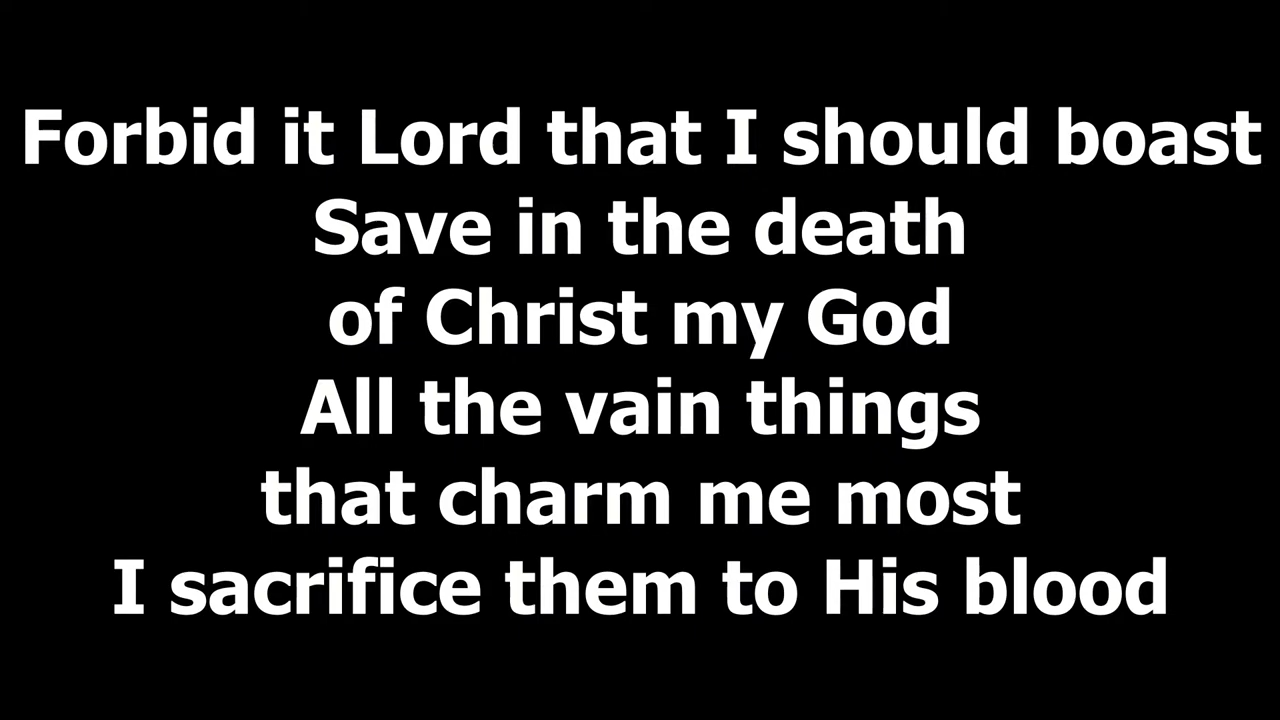 Forbid it Lord that I should boast
Save in the death
of Christ my God
All the vain things
that charm me most
I sacrifice them to His blood